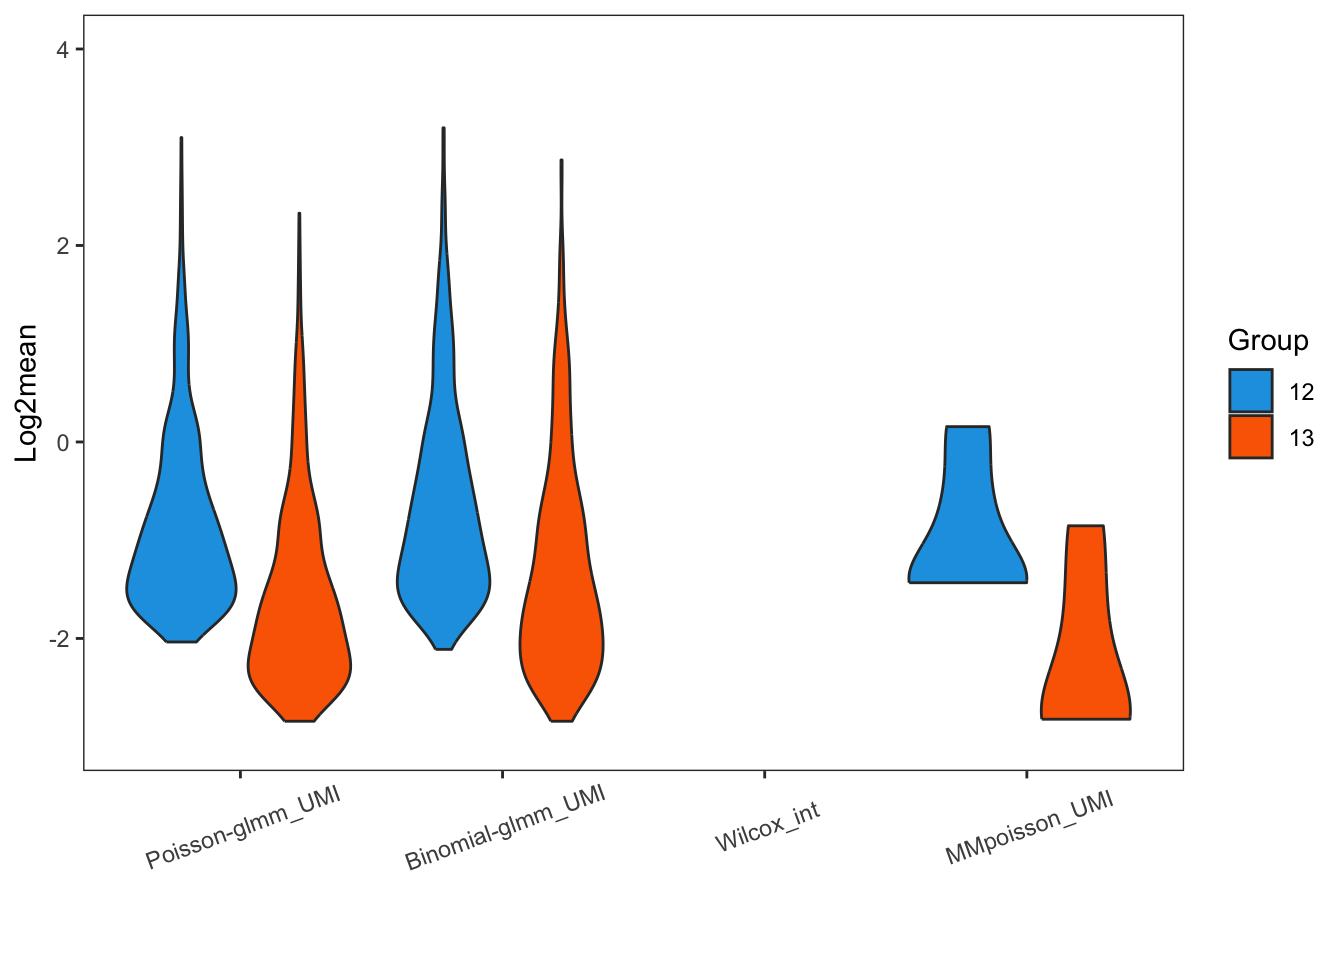 4
2
0
-2
Log2mean
Poisson-glmm_UMI
Binomial-glmm_UMI
Wilcox_int
MMpoisson_UMI
Group
12
13